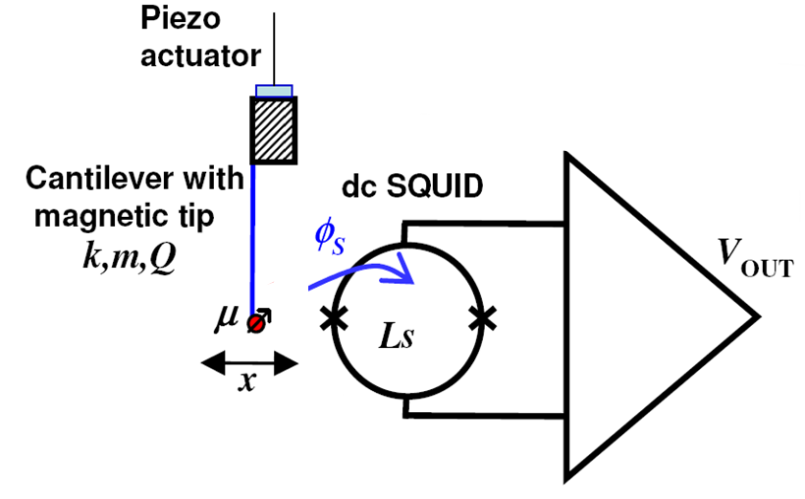 Piezo
actuator
Cantilever with
magnetic tip
k,m,Q
dc SQUID
ϕS
μ
Ls
x
VOUT